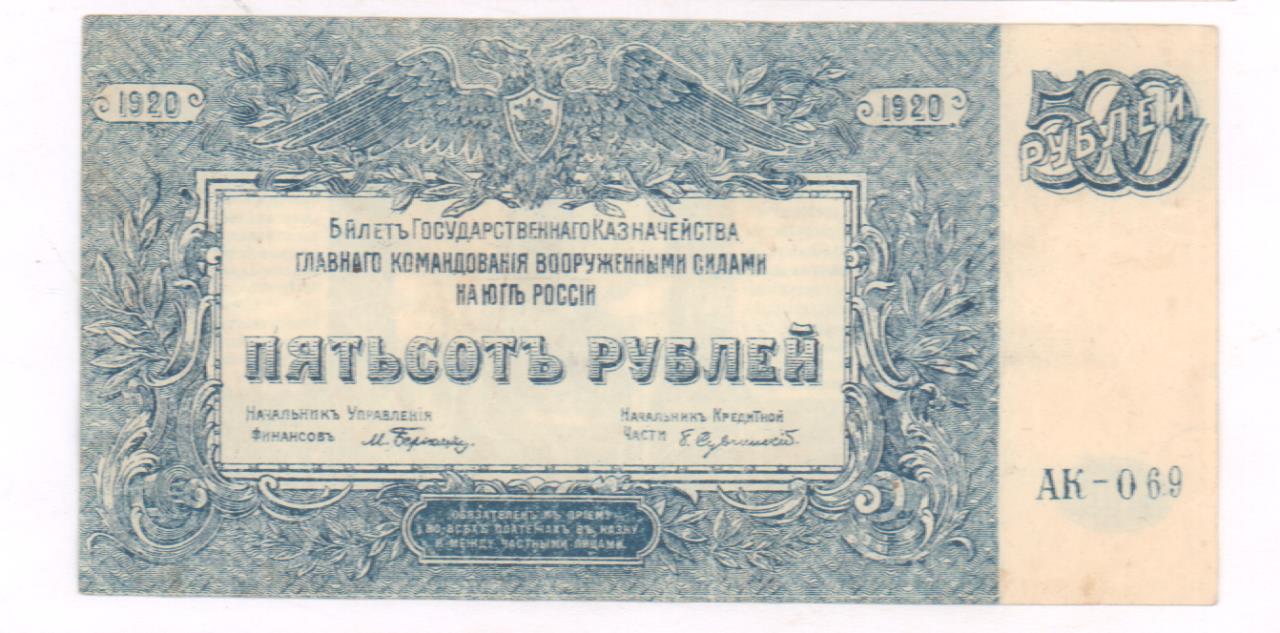 1920
1920
500
РУБЛЕЙ
БИЛЕТЪ ГОСУДАРСТВЕННАГО КАЗНАЧЕЙСТВА
ГЛАВНАГО КОМАНДОВАНІЯ ВООРУЖЕННЫМИ СИЛАМИ
НА ЮГѢ РОССІИ
ПЯТЬСОТЪ РУБЛЕЙ
НАЧАЛЬНИКЪ УПРАВЛЕНІЯ
ФИНАНСОВЪ
НАЧАЛЬНИКЪ КРЕДИТНОЙ
ЧАСТИ
АК-069
ОБЯЗАТЕЛЕНЪ КЪ ПРІЕМУ
ВО ВСѢХЪ ПЛАТЕЖАХЪ ВЪ КАЗНУ
И МЕЖДУ ЧАСТНЫМИ ЛИЦАМИ.